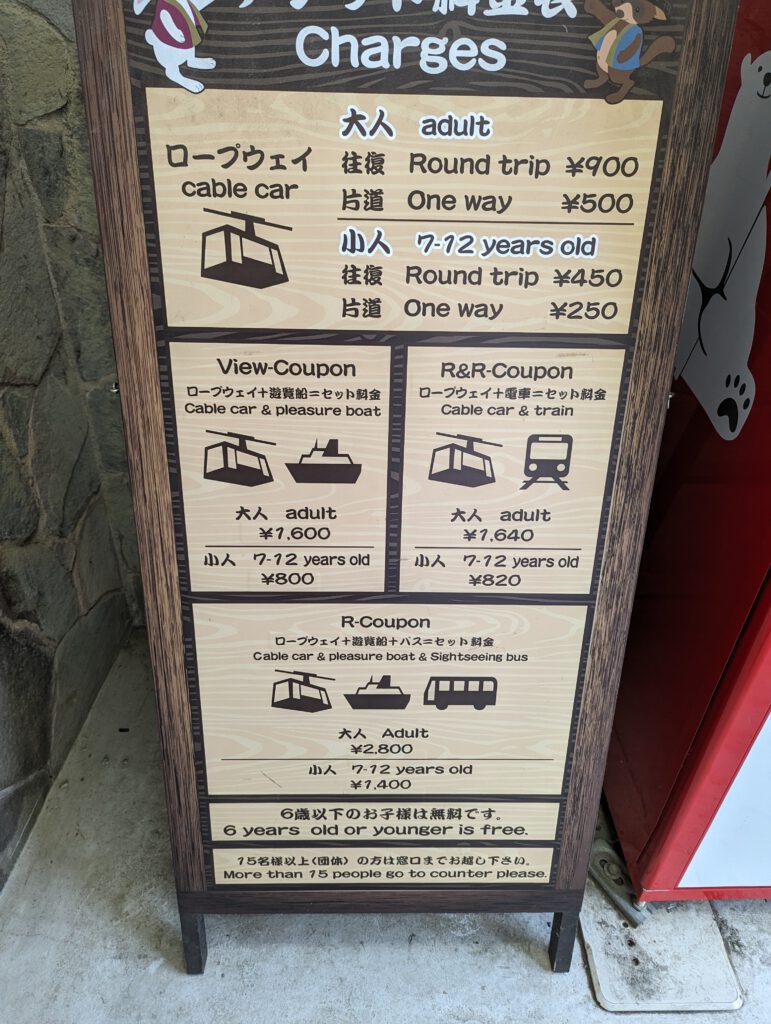 Charges
ロープウェイ
cable car
大人 adult
往復 Round trip ¥900
片道 One way ¥500
小人 7-12 years old
往復 Round trip ¥450
片道 One way ¥250
View-Coupon
ロープウェイ+遊覧船=セット料金
Cable car & pleasure boat
大人 adult
¥1,600
小人 7-12 years old
¥800
R&R-Coupon
ロープウェイ+電車=セット料金
Cable car & train
大人 adult
¥1,640
小人 7-12 years old
¥820
R-Coupon
ロープウェイ+遊覧船+バス=セット料金
Cable car & pleasure boat & Sightseeing bus
大人 Adult
¥2,800
小人 7-12 years old
¥1,400
6歳以下のお子様は無料です。
6 years old or younger is free.
15名様以上(団体) の方は窓口までお越し下さい。
More than 15 people go to counter please.